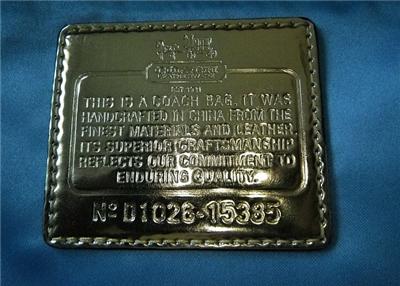 EST. 1941
THIS IS A COACH BAG. IT WAS
HANDCRAFTED IN CHINA FROM THE
FINEST MATERIALS AND LEATHER.
ITS SUPERIOR CRAFTSMANSHIP
REFLECTS OUR COMMITMENT TO
ENDURING QUALITY.
Nº D1026-15385